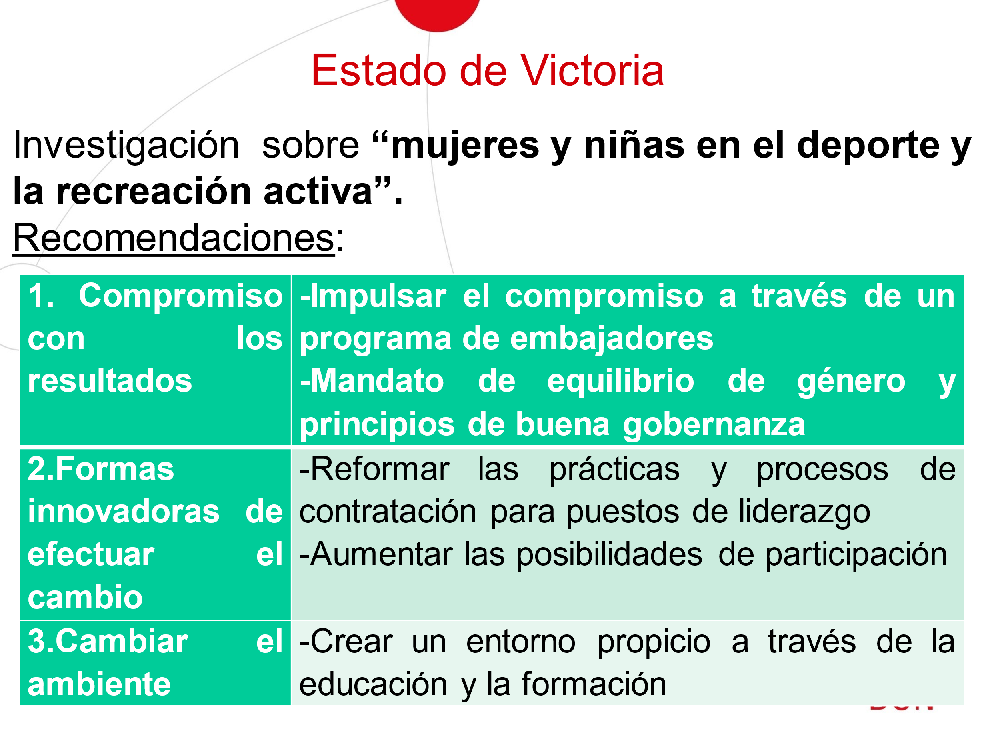 Estado de Victoria
Investigación sobre “mujeres y niñas en el deporte y
la recreación activa”.
Recomendaciones:
1. Compromiso
con los
resultados
-Impulsar el compromiso a través de un
programa de embajadores
-Mandato de equilibrio de género y
principios de buena gobernanza
2.Formas
innovadoras de
efectuar el
cambio
-Reformar las prácticas y procesos de
contratación para puestos de liderazgo
-Aumentar las posibilidades de participación
3.Cambiar el
ambiente
-Crear un entorno propicio a través de la
educación y la formación